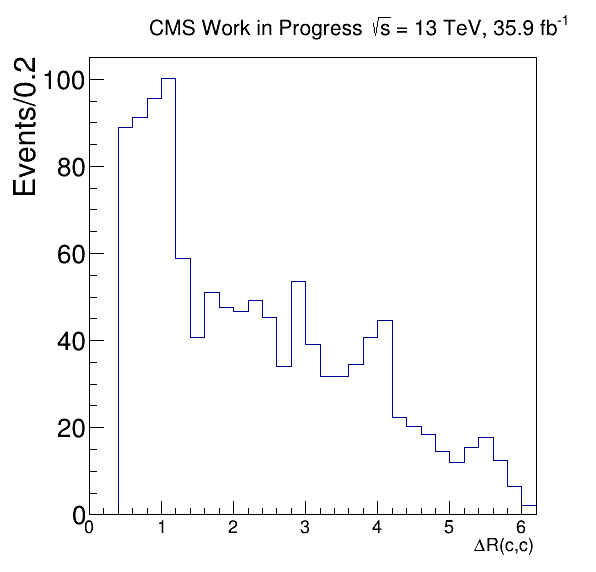 CMS Work in Progress √s = 13 TeV, 35.9 fb⁻¹
Events/0.2
100
80
60
40
20
0
0 1 2 3 4 5 6
ΔR(c,c)